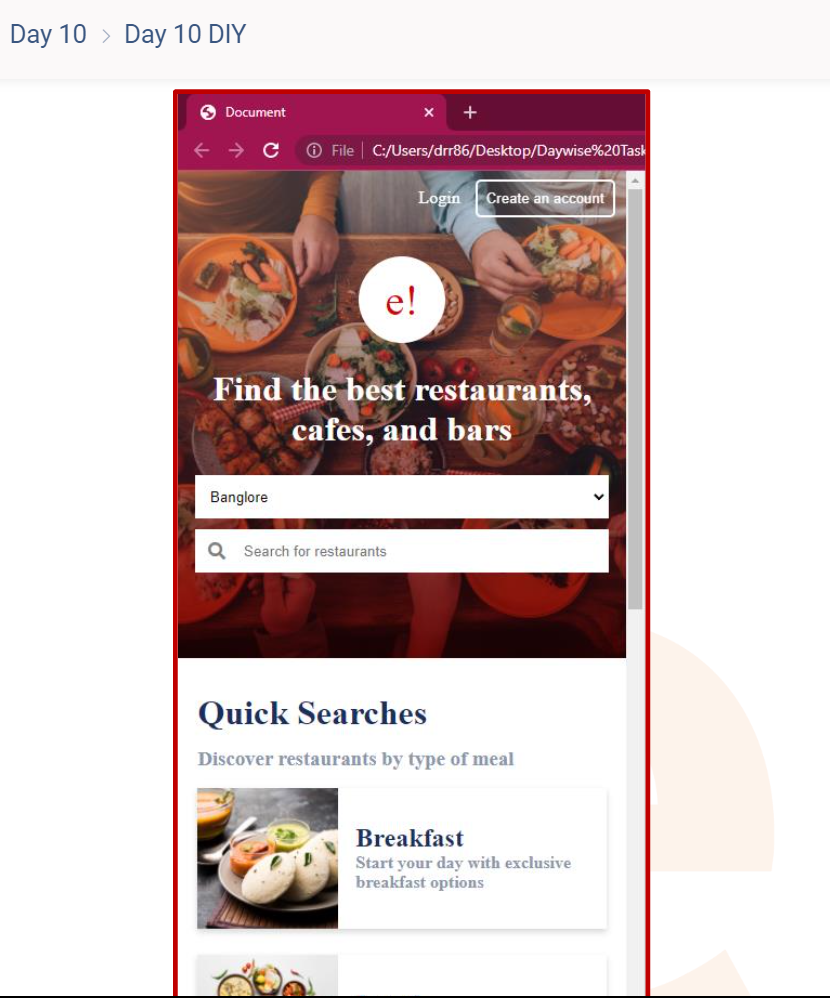 Day 10 > Day 10 DIY
Document
File | C:/Users/drr86/Desktop/Daywise%20Task
Login Create an account
e!
Find the best restaurants,
cafes, and bars
Banglore
Search for restaurants
Quick Searches
Discover restaurants by type of meal
Breakfast
Start your day with exclusive
breakfast options